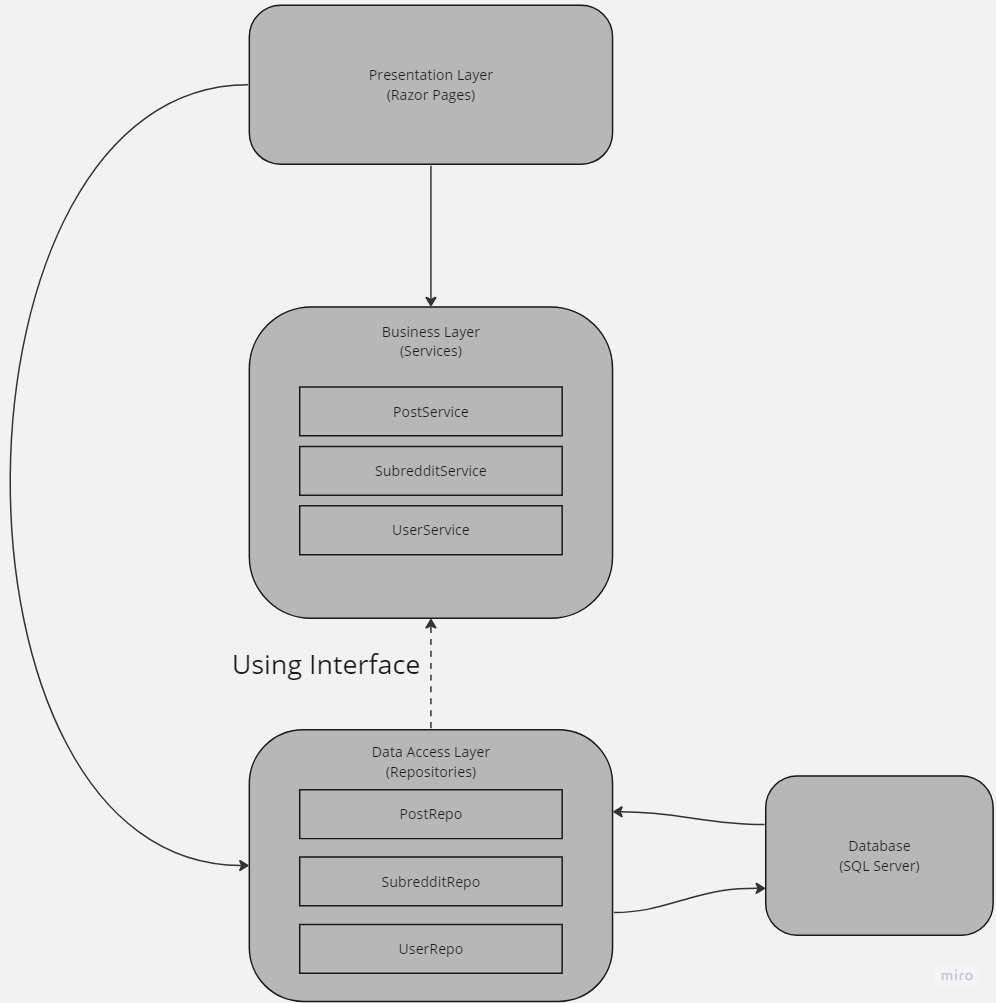 Presentation Layer
(Razor Pages)
Business Layer
(Services)
PostService
SubredditService
UserService
Using Interface
Data Access Layer
(Repositories)
PostRepo
SubredditRepo
UserRepo
Database
(SQL Server)
miro